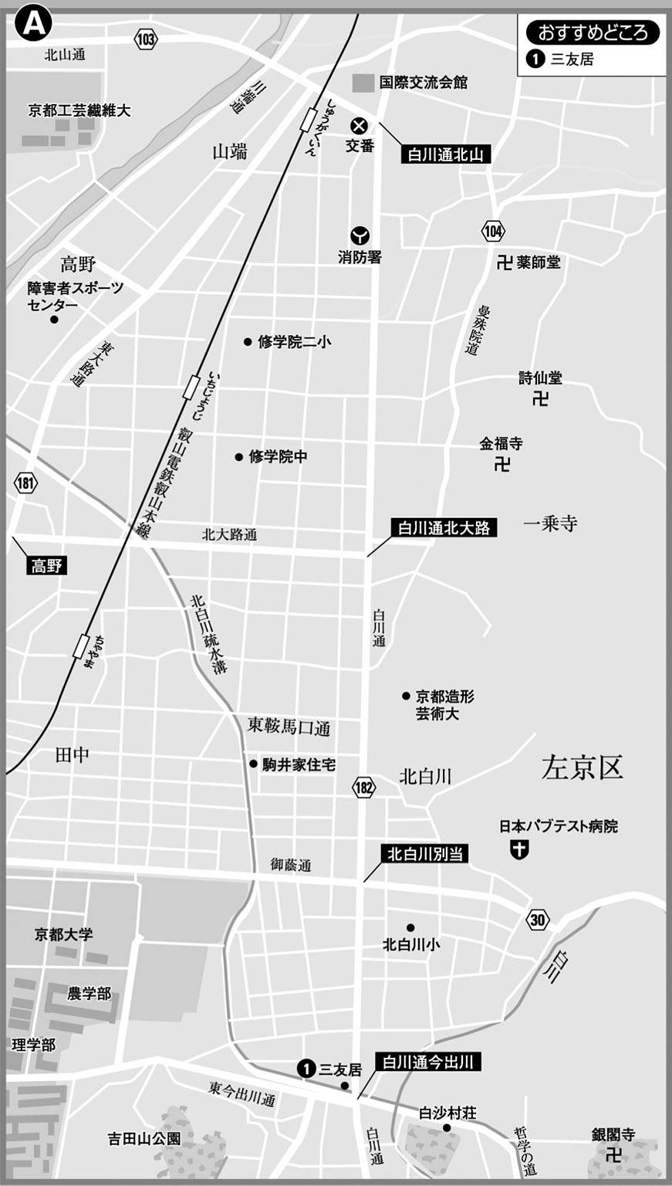 A
おすすめどころ
1 三友居
103
北山通
国際交流会館
川端通
京都工芸繊維大
しゅうがくいん
交番
白川通北山
山端
104
消防署
薬師堂
高野
障害者スポーツ
センター
曼殊院道
修学院二小
東大路通
いちじょうじ
詩仙堂
叡山電鉄叡山本線
金福寺
修学院中
181
白川通北大路
一乗寺
北大路通
高野
北白川疏水溝
白川通
ちゃやま
京都造形
芸術大
東鞍馬口通
田中
駒井家住宅
北白川
左京区
182
日本バプテスト病院
北白川別当
御蔭通
30
京都大学
北白川小
白川
農学部
理学部
白川通今出川
1 三友居
東今出川通
白沙村荘
吉田山公園
白川通
哲学の道
銀閣寺